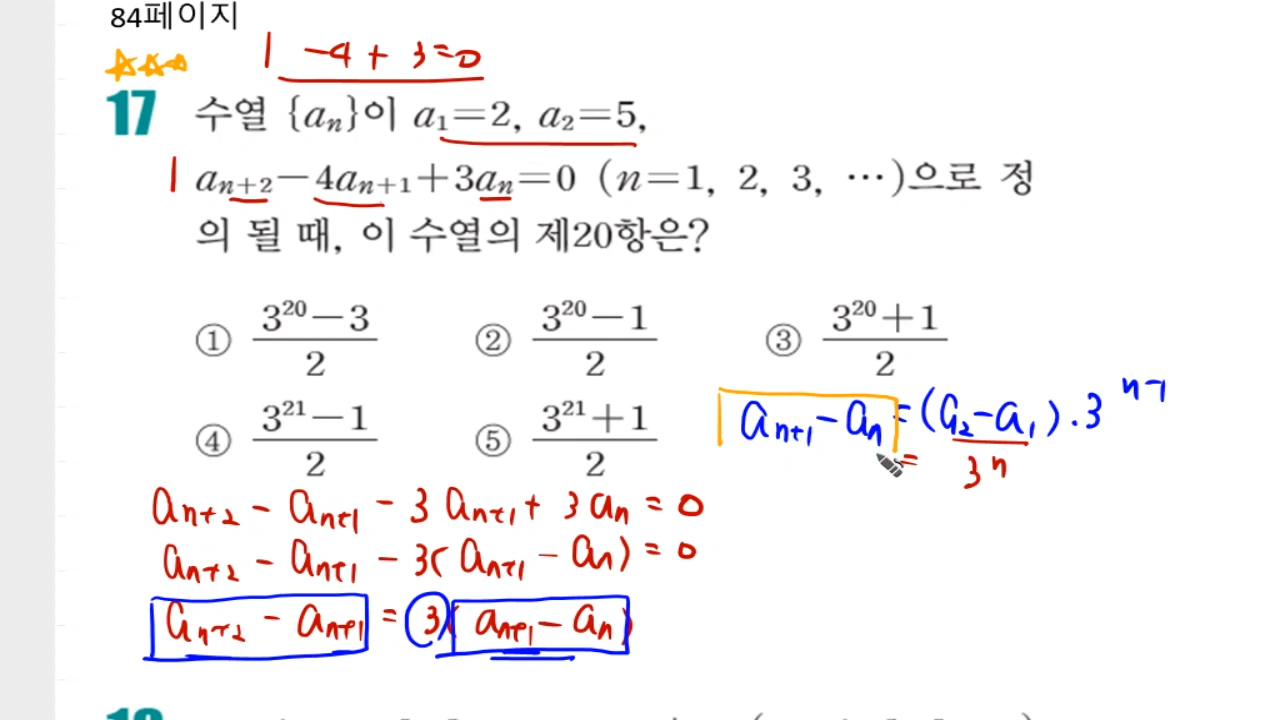 84페이지
1 -4 + 3 = 0
17 수열 {aₙ}이 a₁=2, a₂=5,
1 aₙ₊₂-4aₙ₊₁+3aₙ=0 (n=1, 2, 3, ⋯)으로 정
의 될 때, 이 수열의 제20항은?
① (3²⁰-3)/2 ② (3²⁰-1)/2 ③ (3²⁰+1)/2
④ (3²¹-1)/2 ⑤ (3²¹+1)/2
aₙ₊₁-aₙ = (a₂-a₁)·3ⁿ⁻¹
= 3ⁿ
aₙ₊₂ - aₙ₊₁ - 3aₙ₊₁ + 3aₙ = 0
aₙ₊₂ - aₙ₊₁ - 3(aₙ₊₁ - aₙ) = 0
aₙ₊₂ - aₙ₊₁ = 3(aₙ₊₁ - aₙ)